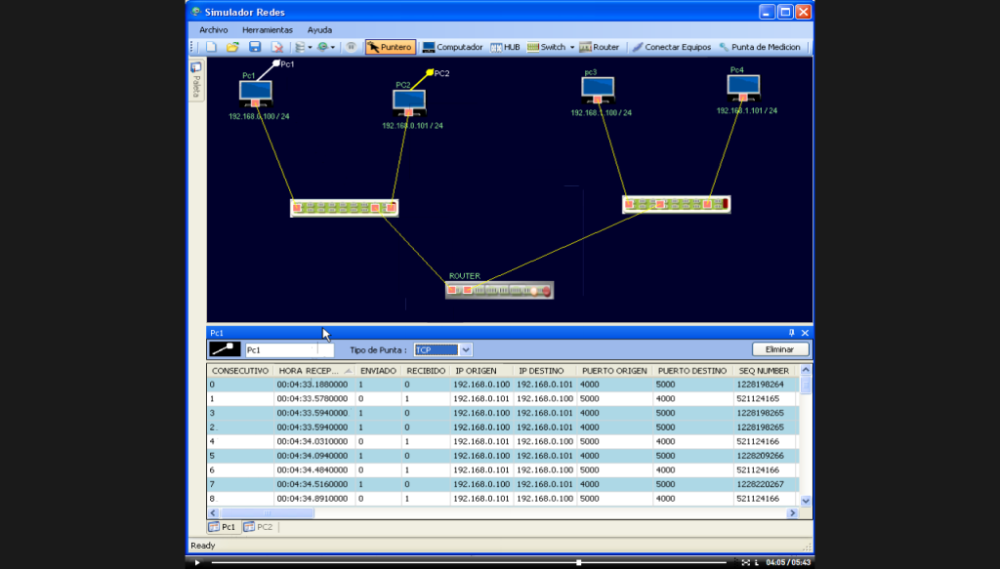 Simulador Redes
Archivo Herramientas Ayuda
Puntero Computador HUB Switch Router Conectar Equipos Punta de Medicion
Paleta
Pc1 Pc1 PC2 PC2 pc3 Pc4
192.168.0.100 / 24 192.168.0.101 / 24 192.168.1.100 / 24 192.168.1.101 / 24
ROUTER
Pc1
Pc1 Tipo de Punta : TCP Eliminar
CONSECUTIVO HORA RECEP... ENVIADO RECIBIDO IP ORIGEN IP DESTINO PUERTO ORIGEN PUERTO DESTINO SEQ NUMBER
0 00:04:33.1880000 1 0 192.168.0.100 192.168.0.101 4000 5000 1228198264
1 00:04:33.5780000 0 1 192.168.0.101 192.168.0.100 5000 4000 521124165
3 00:04:33.5940000 1 0 192.168.0.100 192.168.0.101 4000 5000 1228198265
2 00:04:33.5940000 1 0 192.168.0.100 192.168.0.101 4000 5000 1228198265
4 00:04:34.0310000 0 1 192.168.0.101 192.168.0.100 5000 4000 521124166
5 00:04:34.0940000 1 0 192.168.0.100 192.168.0.101 4000 5000 1228209266
6 00:04:34.4840000 0 1 192.168.0.101 192.168.0.100 5000 4000 521124166
7 00:04:34.5160000 1 0 192.168.0.100 192.168.0.101 4000 5000 1228220267
8 00:04:34.8910000 0 1 192.168.0.101 192.168.0.100 5000 4000 521124166
Pc1 PC2
Ready
04:05/05:43